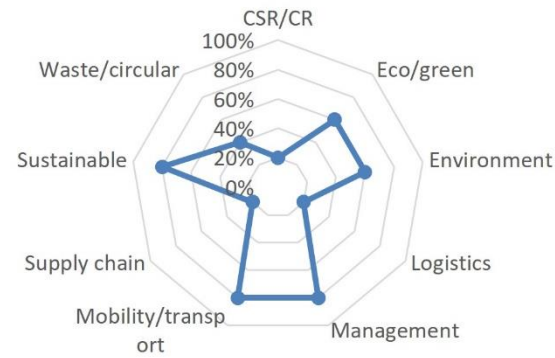 CSR/CR
100%
Waste/circular
80%
Eco/green
60%
40%
Sustainable
20%
Environment
0%
Supply chain
Logistics
Mobility/transp
ort
Management